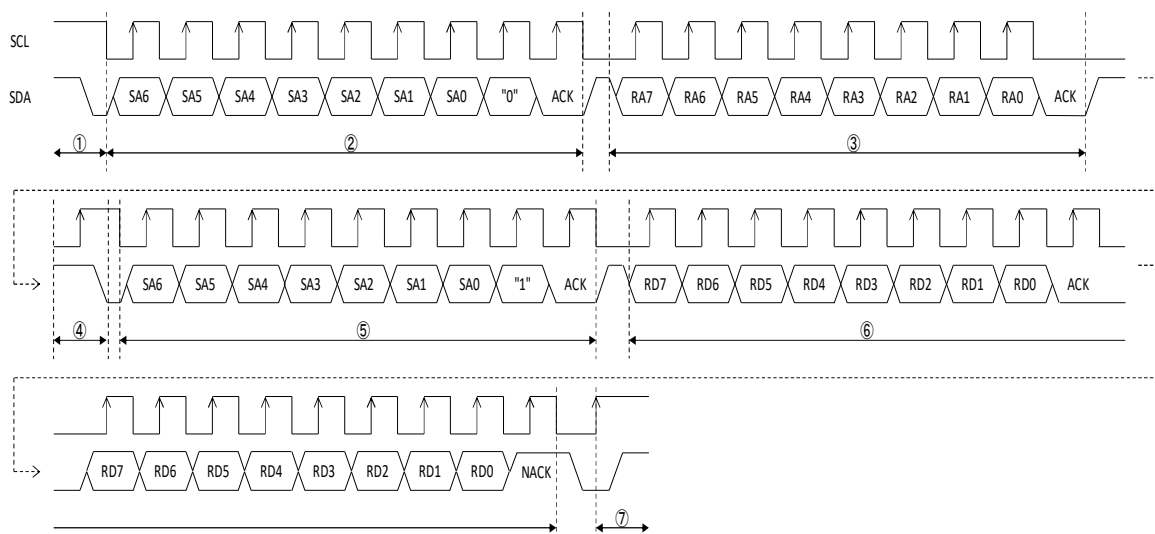 SCL
SDA SA6 SA5 SA4 SA3 SA2 SA1 SA0 "0" ACK RA7 RA6 RA5 RA4 RA3 RA2 RA1 RA0 ACK
① ② ③
SA6 SA5 SA4 SA3 SA2 SA1 SA0 "1" ACK RD7 RD6 RD5 RD4 RD3 RD2 RD1 RD0 ACK
④ ⑤ ⑥
RD7 RD6 RD5 RD4 RD3 RD2 RD1 RD0 NACK
⑦